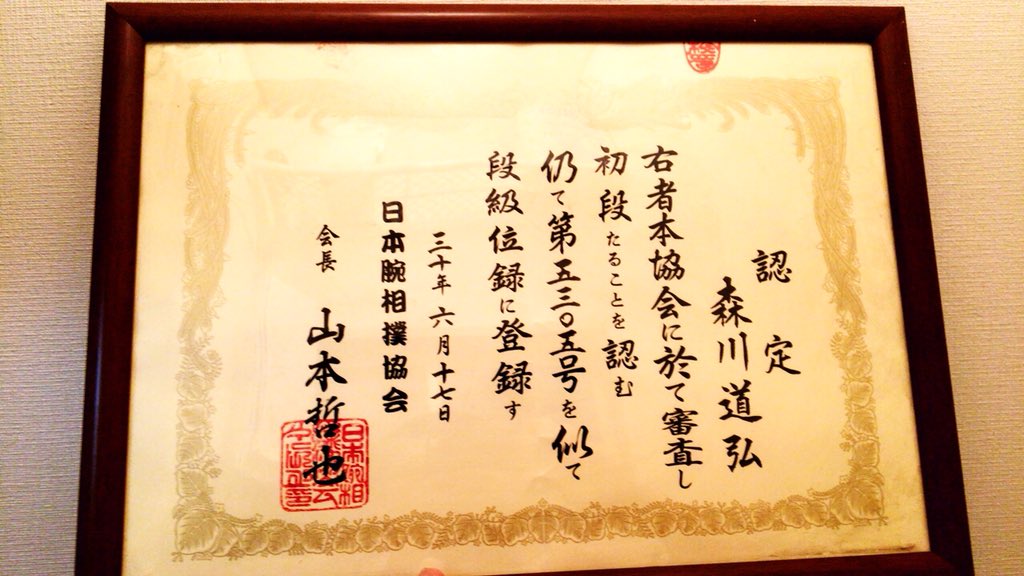 認定
森川道弘
右者本協会に於て審査し
初段たることを認む
仍て第五三〇五号を似て
段級位録に登録す
三十年六月十七日
日本腕相撲協会
会長 山本哲也